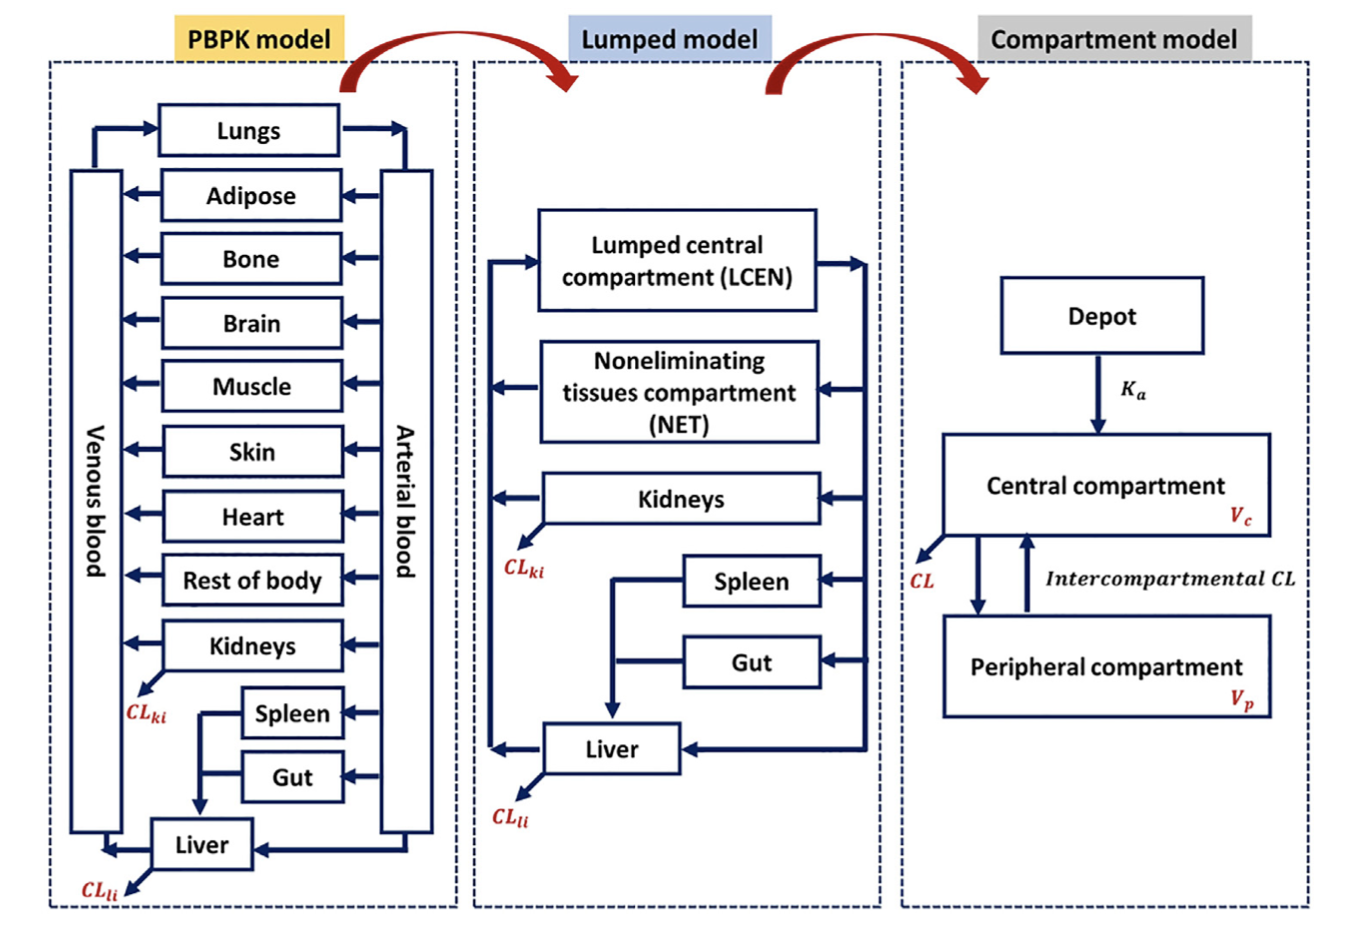 PBPK model
Lungs
Adipose
Bone
Brain
Muscle
Skin
Heart
Rest of body
Kidneys
CLki
Spleen
Gut
Liver
CLli
Venous blood
Arterial blood
Lumped model
Lumped central
compartment (LCEN)
Noneliminating
tissues compartment
(NET)
Kidneys
CLki
Spleen
Gut
Liver
CLli
Compartment model
Depot
Ka
Central compartment
Vc
CL
Intercompartmental CL
Peripheral compartment
Vp